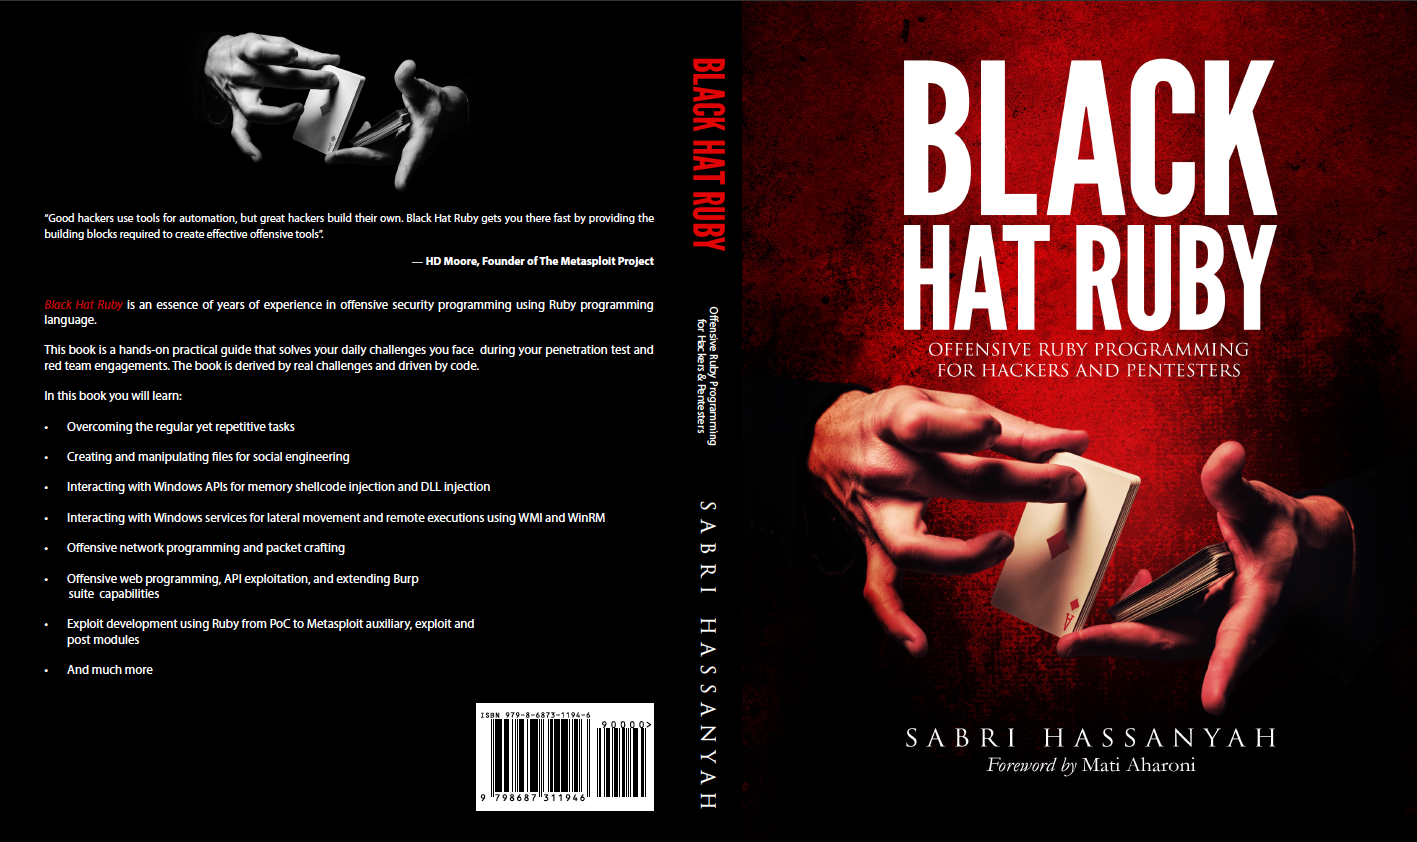 “Good hackers use tools for automation, but great hackers build their own. Black Hat Ruby gets you there fast by providing the
building blocks required to create effective offensive tools”.
— HD Moore, Founder of The Metasploit Project
Black Hat Ruby is an essence of years of experience in offensive security programming using Ruby programming
language.
This book is a hands-on practical guide that solves your daily challenges you face during your penetration test and
red team engagements. The book is derived by real challenges and driven by code.
In this book you will learn:
• Overcoming the regular yet repetitive tasks
• Creating and manipulating files for social engineering
• Interacting with Windows APIs for memory shellcode injection and DLL injection
• Interacting with Windows services for lateral movement and remote executions using WMI and WinRM
• Offensive network programming and packet crafting
• Offensive web programming, API exploitation, and extending Burp
suite capabilities
• Exploit development using Ruby from PoC to Metasploit auxiliary, exploit and
post modules
• And much more
ISBN 979-8-6873-1194-6
90000>
9 798687 311946
BLACK HAT RUBY
Offensive Ruby Programming
for Hackers & Pentesters
SABRI HASSANYAH
BLACK
HAT RUBY
OFFENSIVE RUBY PROGRAMMING
FOR HACKERS AND PENTESTERS
A
SABRI HASSANYAH
Foreword by Mati Aharoni